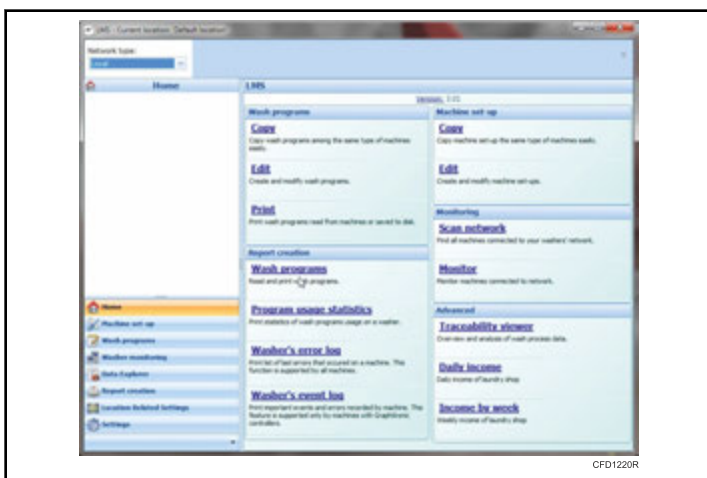 LMS - Current location: Default location
Network type:
Local
Home
LMS
Version: 3.01
Wash programs
Copy
Copy wash programs among the same type of machines
easily.
Edit
Create and modify wash programs.
Print
Print wash programs read from machines or saved to disk.
Report creation
Wash programs
Read and print wash programs.
Program usage statistics
Print statistics of wash programs usage on a washer.
Washer's error log
Print list of last errors that occured on a machine. This
function is supported by all machines.
Washer's event log
Print important events and errors recorded by machine. This
feature is supported only by machines with Graphitronic
controllers.
Machine set-up
Copy
Copy machine set-up the same type of machines easily.
Edit
Create and modify machine set-ups.
Monitoring
Scan network
Find all machines connected to your washers' network.
Monitor
Monitor machines connected to network.
Advanced
Traceability viewer
Overview and analysis of wash process data.
Daily income
Daily income of laundry shop
Income by week
Weekly income of laundry shop
Home
Machine set-up
Wash programs
Washer monitoring
Data Explorer
Report creation
Location Related Settings
Settings
CFD1220R